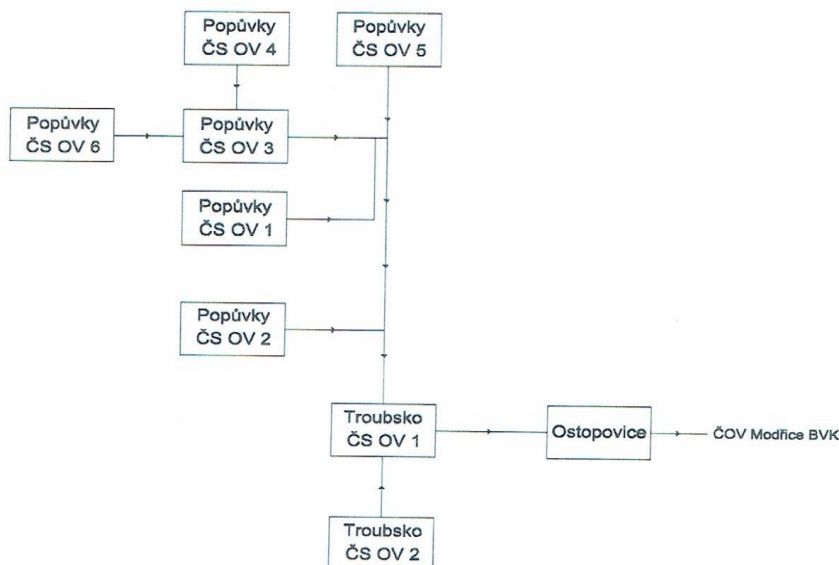 Popůvky
ČS OV 4
Popůvky
ČS OV 5
Popůvky
ČS OV 6
Popůvky
ČS OV 3
Popůvky
ČS OV 1
Popůvky
ČS OV 2
Troubsko
ČS OV 1
Ostopovice
ČOV Modřice BVK
Troubsko
ČS OV 2